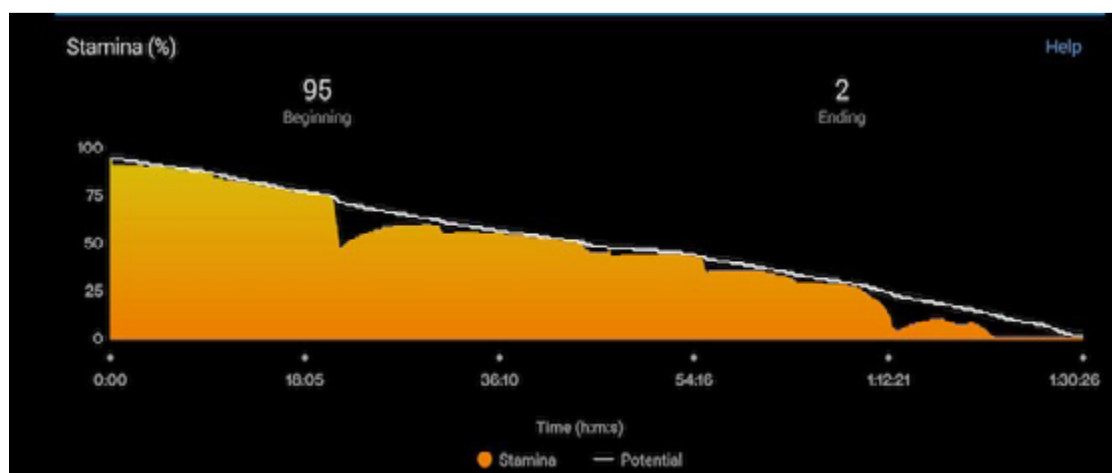 Stamina (%) Help
95 2
Beginning Ending
100
75
50
25
0
0:00 18:05 36:10 54:16 1:12:21 1:30:26
Time (h:m:s)
Stamina Potential